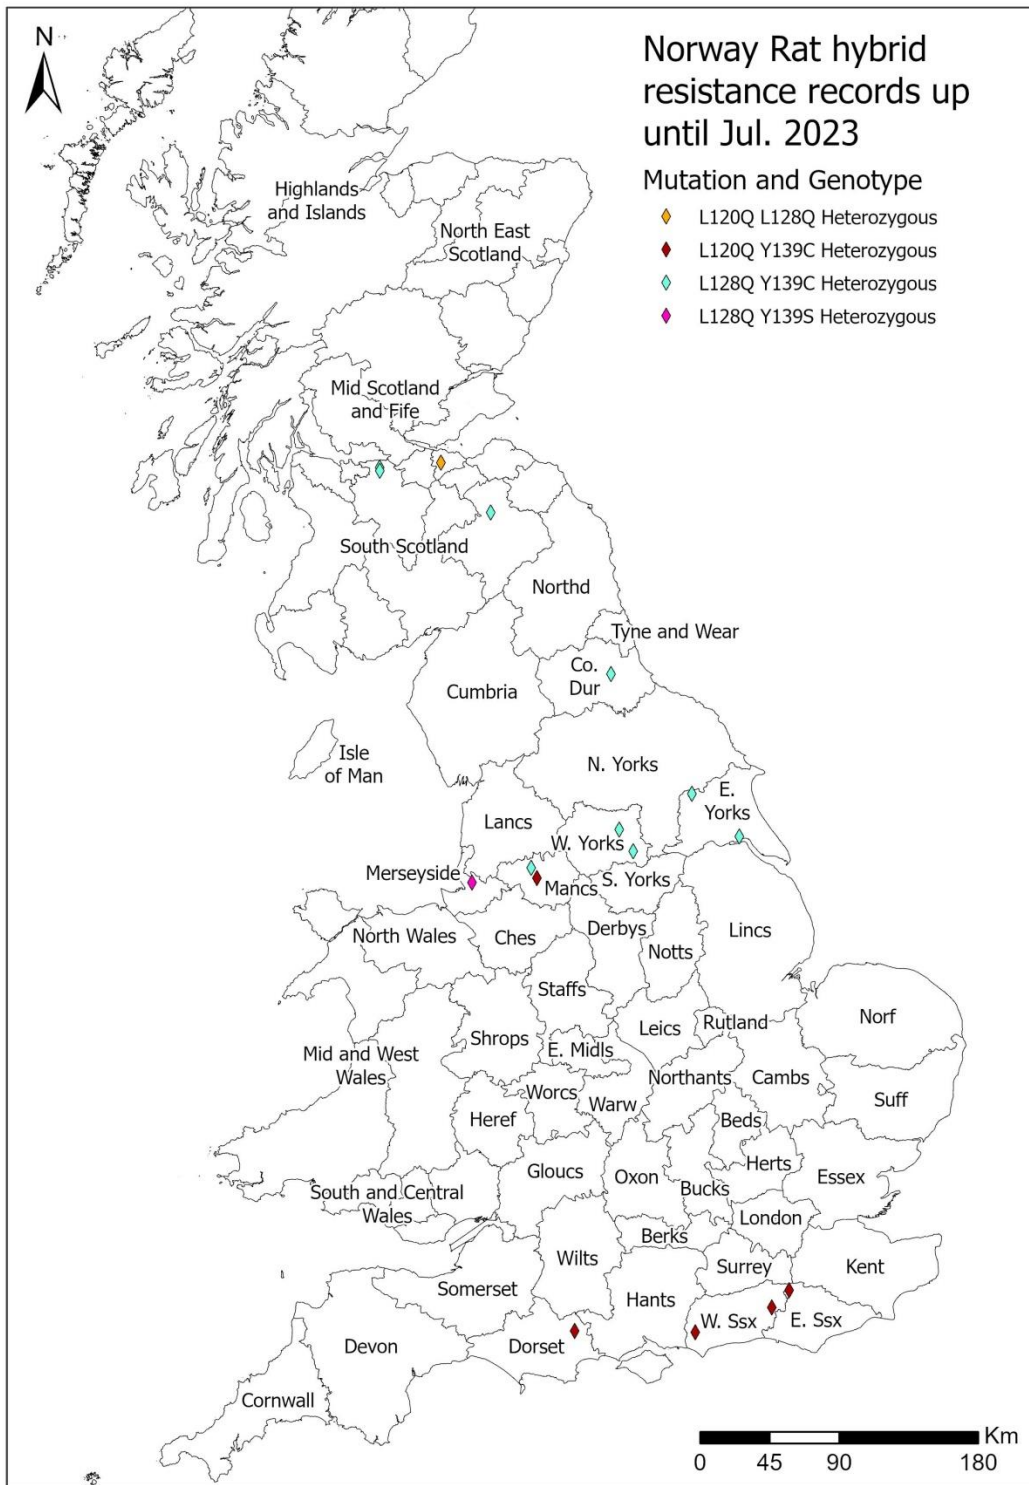 N
Norway Rat hybrid
resistance records up
until Jul. 2023
Mutation and Genotype
L120Q L128Q Heterozygous
L120Q Y139C Heterozygous
L128Q Y139C Heterozygous
L128Q Y139S Heterozygous
Highlands
and Islands
North East
Scotland
Mid Scotland
and Fife
South Scotland
Northd
Tyne and Wear
Co.
Dur
Cumbria
Isle
of Man
N. Yorks
E.
Yorks
Lancs
W. Yorks
Merseyside
Mancs
S. Yorks
North Wales
Ches
Derbys
Notts
Lincs
Staffs
Shrops
E. Midls
Leics
Rutland
Norf
Mid and West
Wales
Worcs
Northants
Cambs
Suff
Heref
Warw
Beds
Gloucs
Oxon
Bucks
Herts
Essex
South and Central
Wales
London
Berks
Wilts
Surrey
Kent
Somerset
Hants
W. Ssx
E. Ssx
Devon
Dorset
Cornwall
Km
0 45 90 180